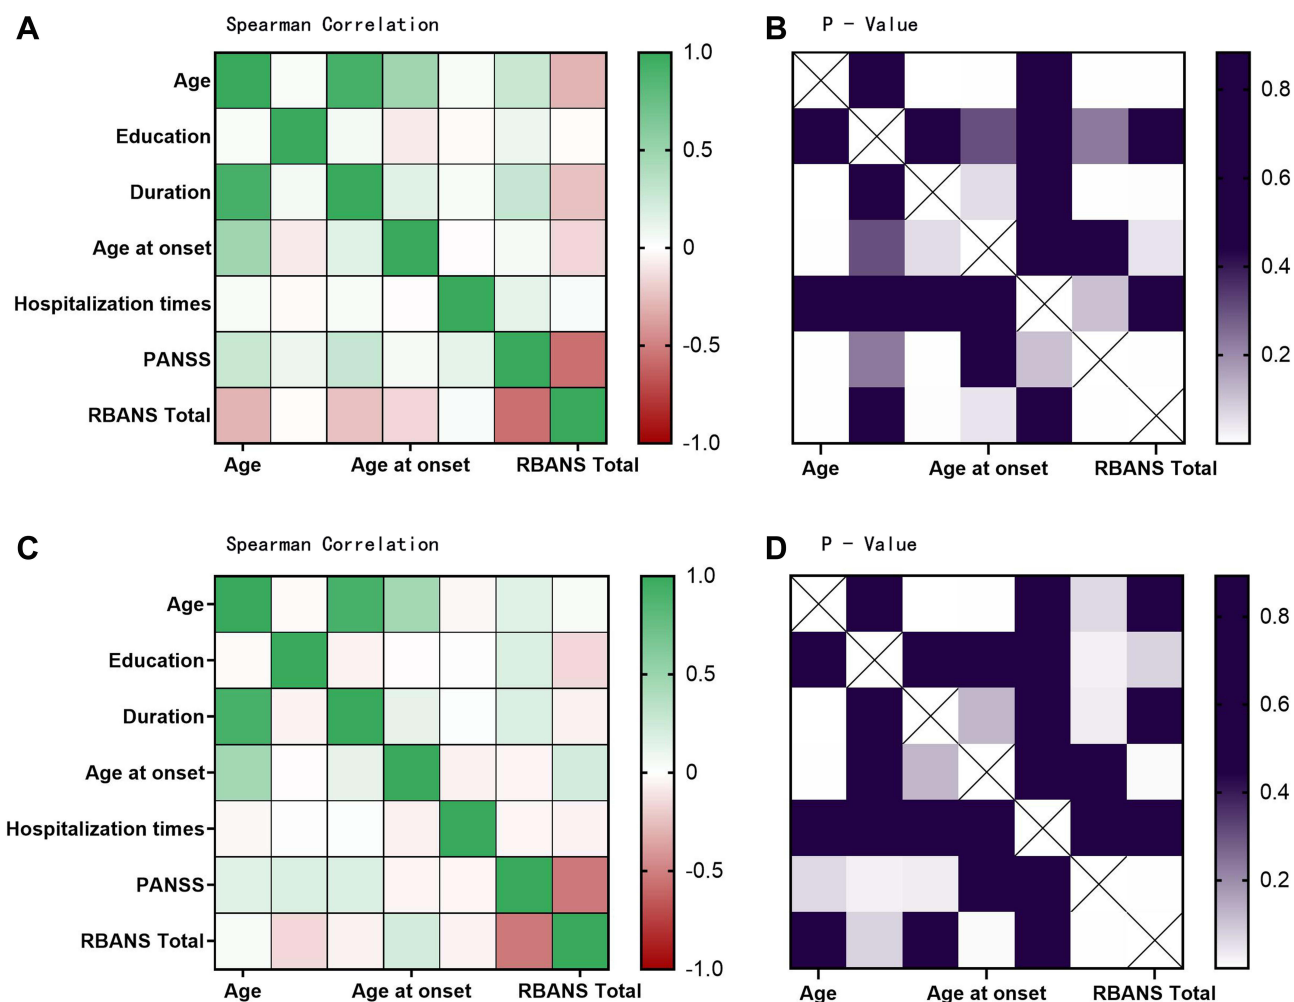 A
Spearman Correlation
Age
Education
Duration
Age at onset
Hospitalization times
PANSS
RBANS Total
Age
Age at onset
RBANS Total
1.0
0.5
0
-0.5
-1.0
B
P - Value
Age
Age at onset
RBANS Total
0.8
0.6
0.4
0.2
C
Spearman Correlation
Age
Education
Duration
Age at onset
Hospitalization times
PANSS
RBANS Total
Age
Age at onset
RBANS Total
1.0
0.5
0
-0.5
-1.0
D
P - Value
Age
Age at onset
RBANS Total
0.8
0.6
0.4
0.2